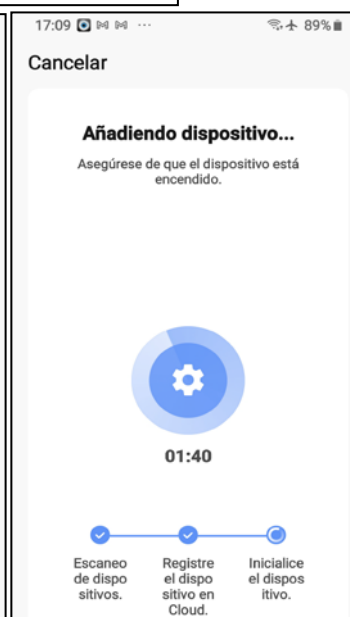 17:09 ··· 89%
Cancelar
Añadiendo dispositivo...
Asegúrese de que el dispositivo está
encendido.
01:40
Escaneo
de dispo
sitivos.
Registre
el dispo
sitivo en
Cloud.
Inicialice
el dispos
itivo.